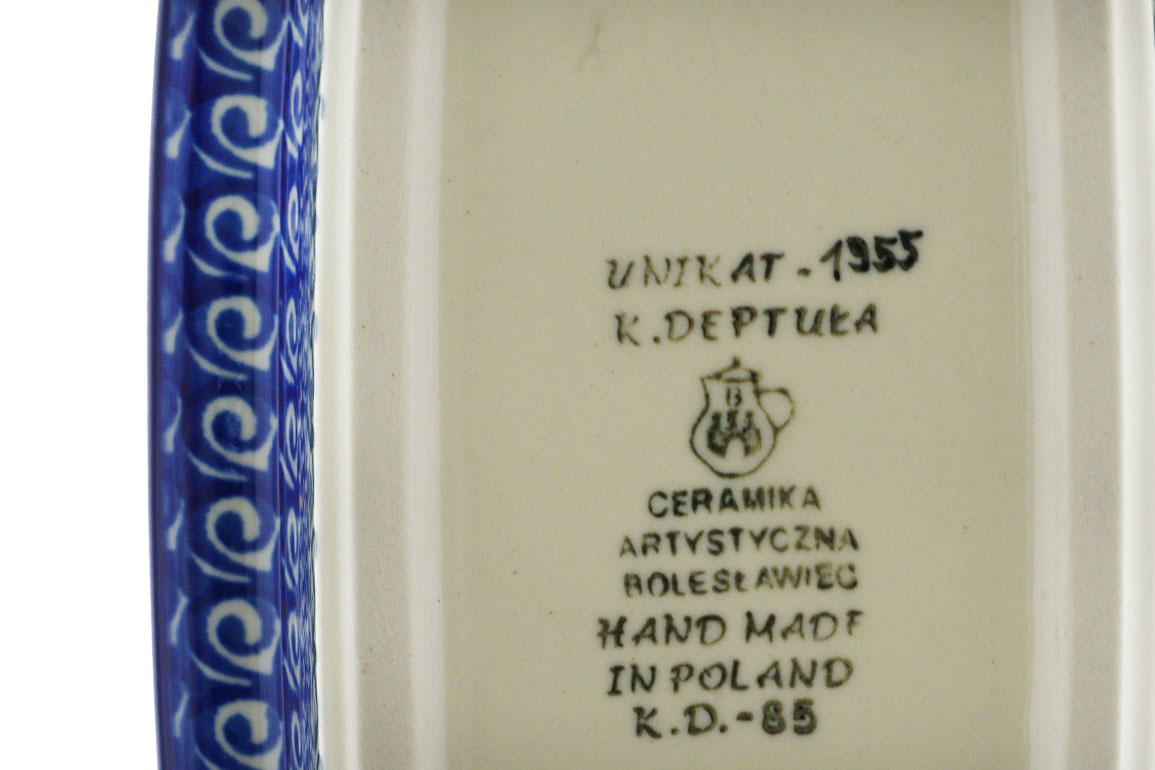 UNIKAT - 1955
K. DEPTUŁA
B
CERAMIKA
ARTYSTYCZNA
BOLESŁAWIEC
HAND MADE
IN POLAND
K.D.-85